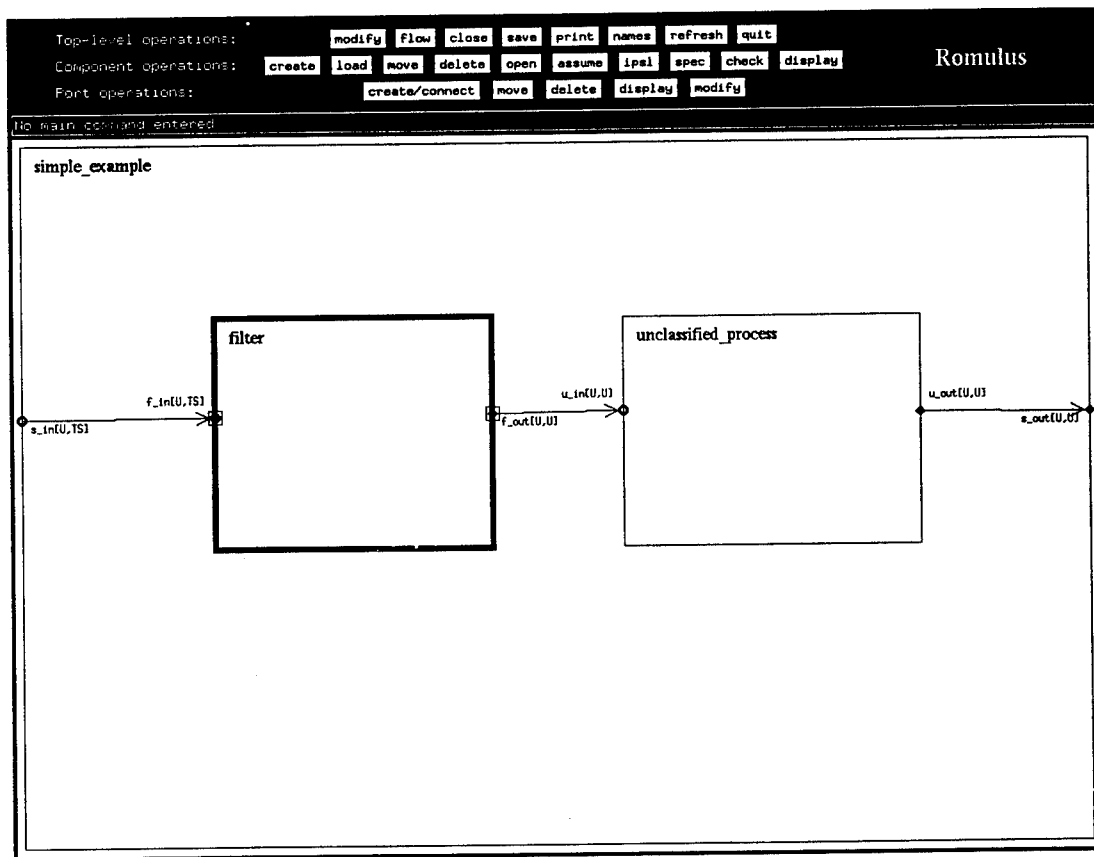 Top-level operations: modify flow close save print names refresh quit
Component operations: create load move delete open assume ipsl spec check display
Romulus
Port operations: create/connect move delete display modify
No main command entered
simple_example
filter
unclassified_process
f_in[U,TS]
s_in[U,TS]
u_in[U,U]
f_out[U,U]
u_out[U,U]
s_out[U,U]